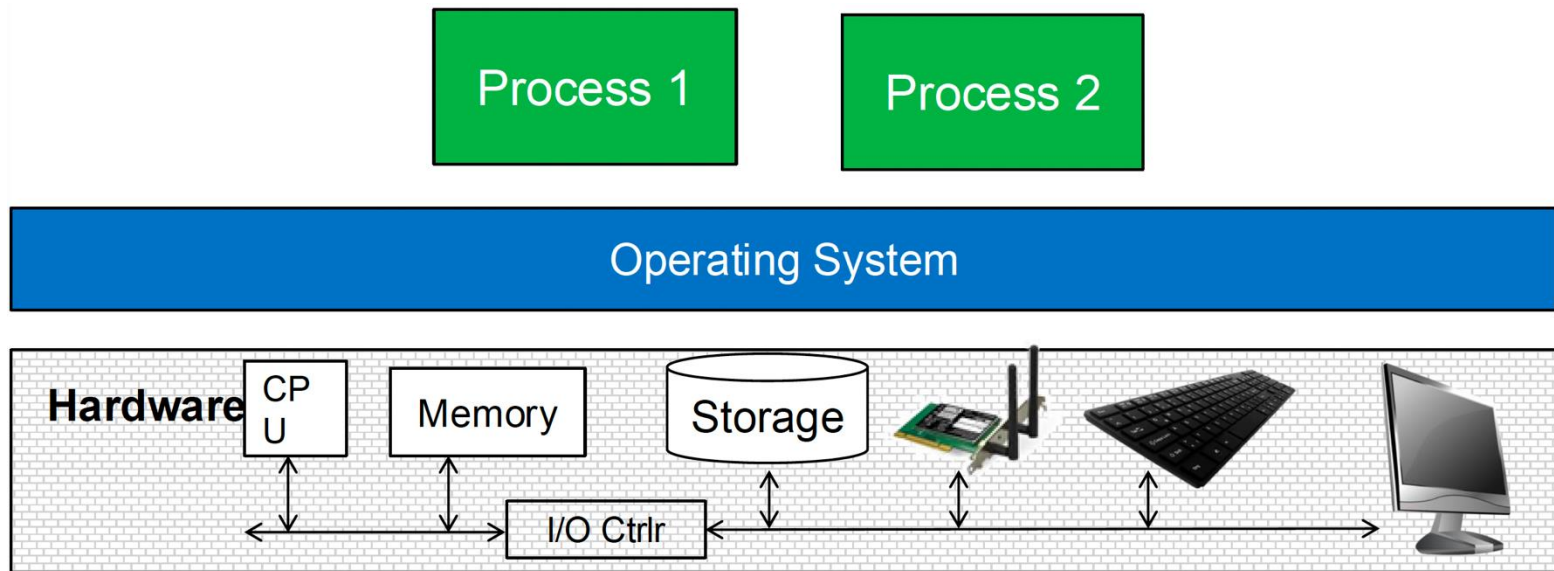 Process 1
Process 2
Operating System
Hardware
CP
U
Memory
Storage
I/O Ctrlr